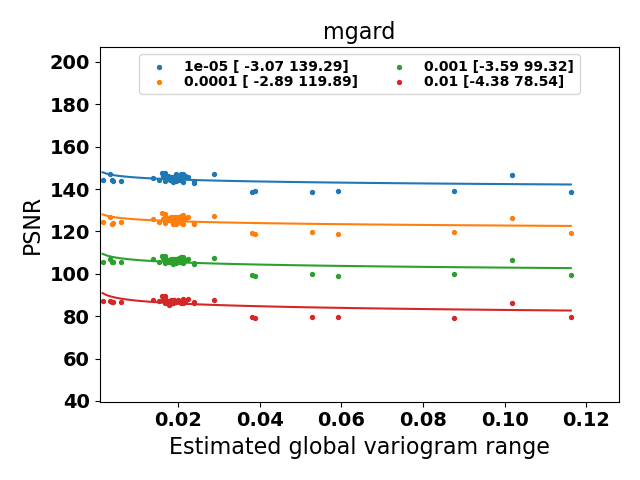 mgard
1e-05 [ -3.07 139.29]
0.0001 [ -2.89 119.89]
0.001 [-3.59 99.32]
0.01 [-4.38 78.54]
PSNR
200
180
160
140
120
100
80
60
40
0.02 0.04 0.06 0.08 0.10 0.12
Estimated global variogram range